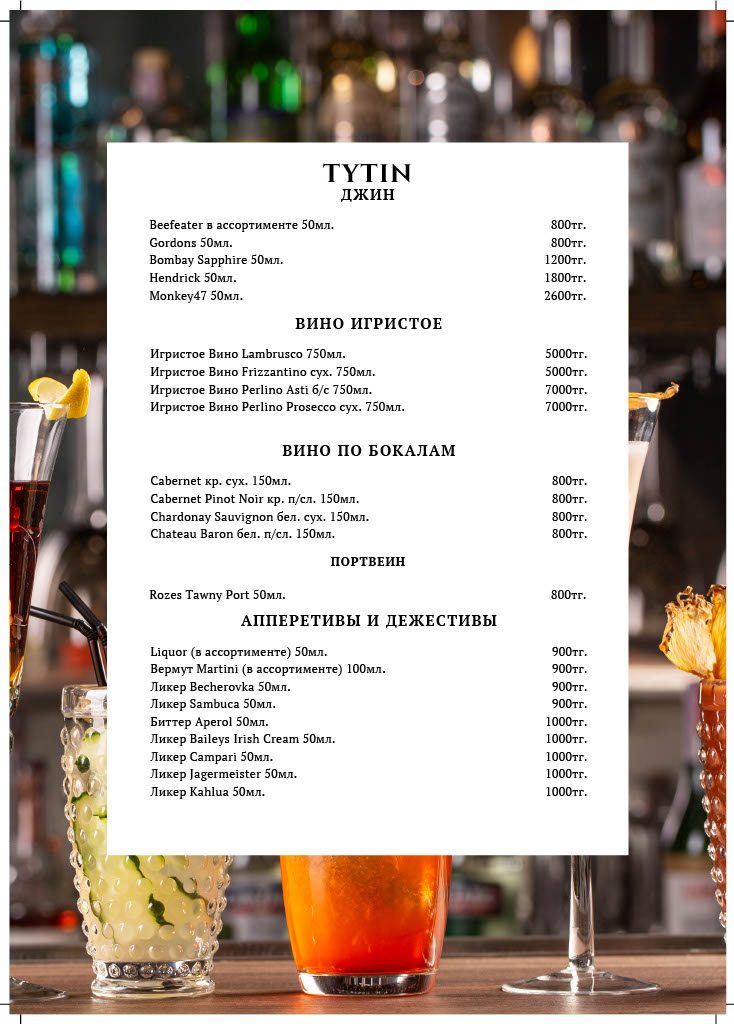 TYTIN
ДЖИН
Beefeater в ассортименте 50мл. 800тг.
Gordons 50мл. 800тг.
Bombay Sapphire 50мл. 1200тг.
Hendrick 50мл. 1800тг.
Monkey47 50мл. 2600тг.
ВИНО ИГРИСТОЕ
Игристое Вино Lambrusco 750мл. 5000тг.
Игристое Вино Frizzantino сух. 750мл. 5000тг.
Игристое Вино Perlino Asti б/с 750мл. 7000тг.
Игристое Вино Perlino Prosecco сух. 750мл. 7000тг.
ВИНО ПО БОКАЛАМ
Cabernet кр. сух. 150мл. 800тг.
Cabernet Pinot Noir кр. п/сл. 150мл. 800тг.
Chardonay Sauvignon бел. сух. 150мл. 800тг.
Chateau Baron бел. п/сл. 150мл. 800тг.
ПОРТВЕИН
Rozes Tawny Port 50мл. 800тг.
АППЕРЕТИВЫ И ДЕЖЕСТИВЫ
Liquor (в ассортименте) 50мл. 900тг.
Вермут Martini (в ассортименте) 100мл. 900тг.
Ликер Becherovka 50мл. 900тг.
Ликер Sambuca 50мл. 900тг.
Биттер Aperol 50мл. 1000тг.
Ликер Baileys Irish Cream 50мл. 1000тг.
Ликер Campari 50мл. 1000тг.
Ликер Jagermeister 50мл. 1000тг.
Ликер Kahlua 50мл. 1000тг.